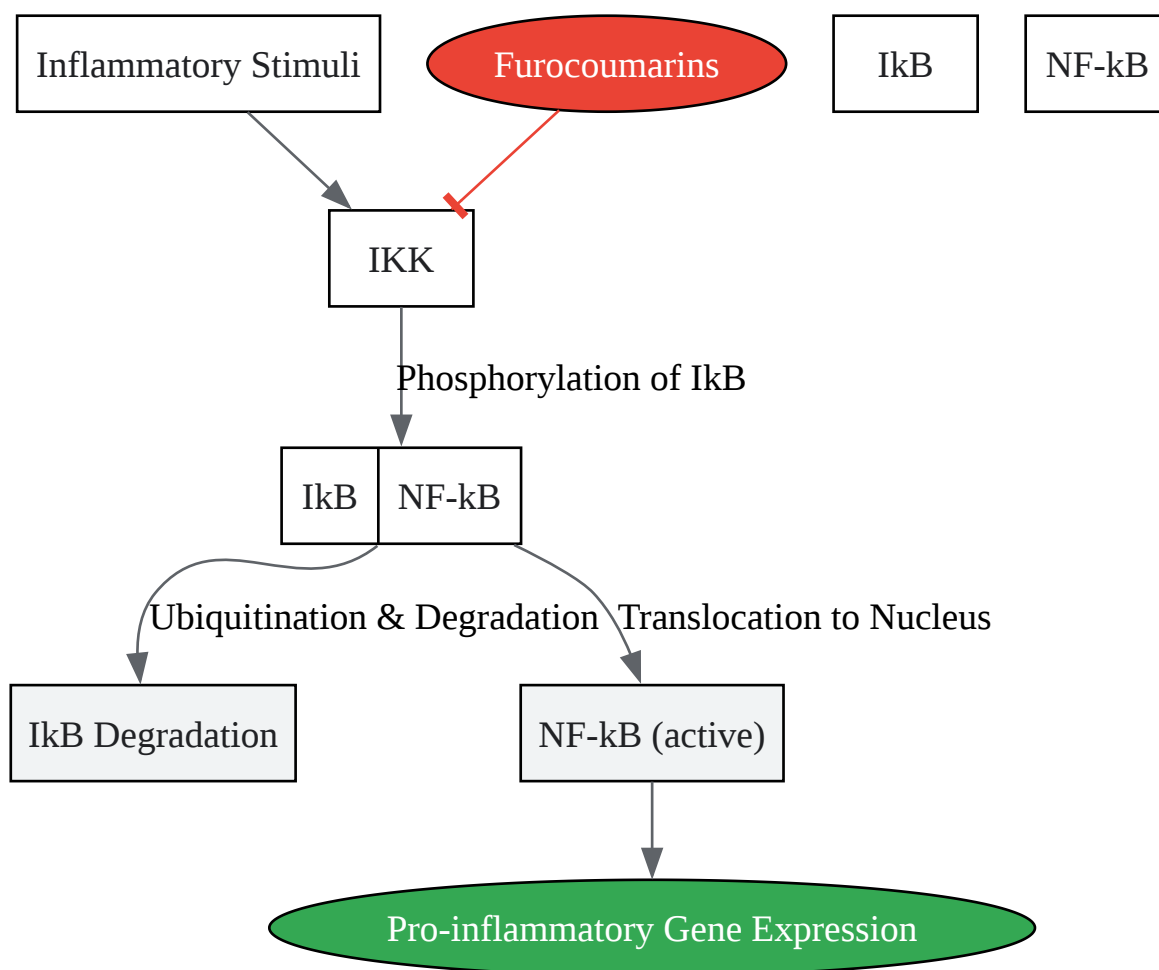 Inflammatory Stimuli
Furocoumarins
IkB
NF-kB
IKK
Phosphorylation of IkB
IkB
NF-kB
Ubiquitination & Degradation
Translocation to Nucleus
IkB Degradation
NF-kB (active)
Pro-inflammatory Gene Expression